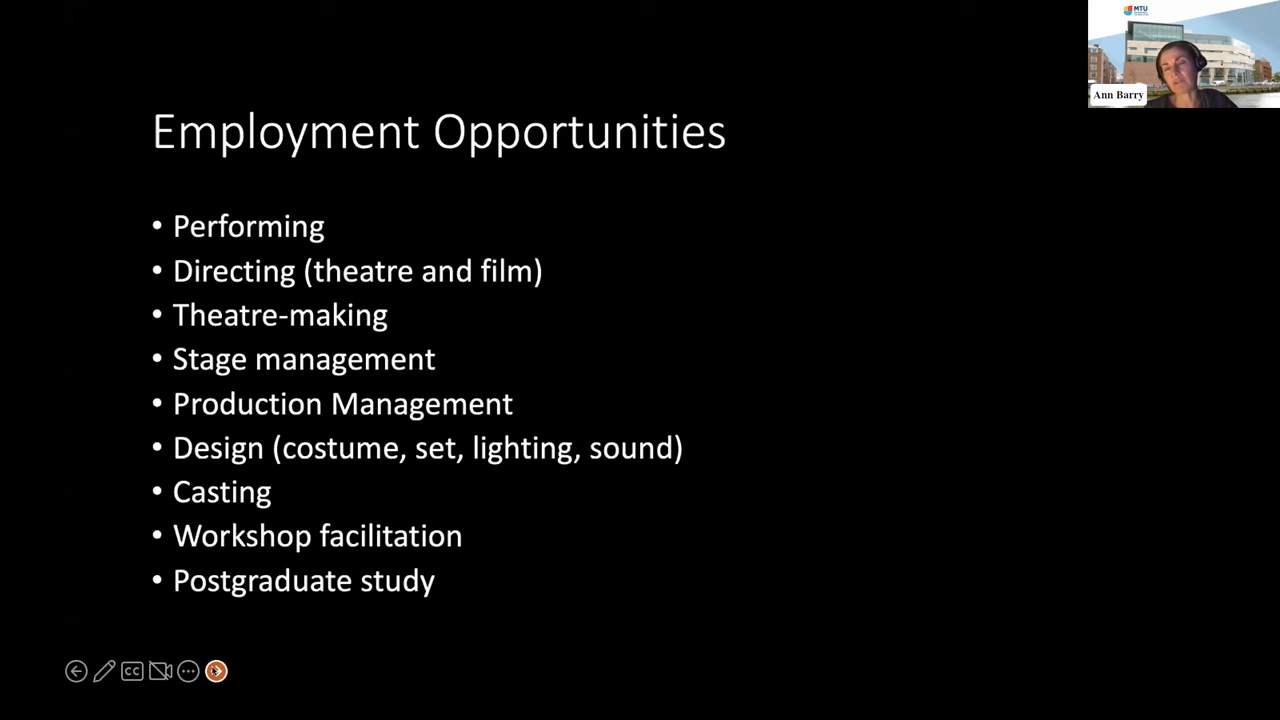 MTU
Ann Barry
Employment Opportunities
• Performing
• Directing (theatre and film)
• Theatre-making
• Stage management
• Production Management
• Design (costume, set, lighting, sound)
• Casting
• Workshop facilitation
• Postgraduate study
CC